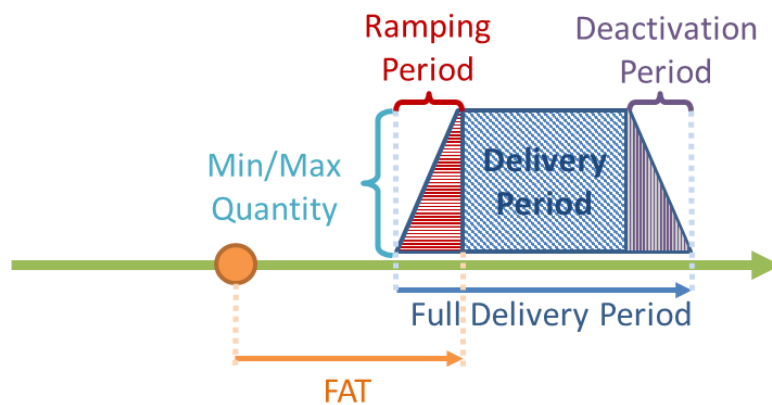 Ramping
Period
Deactivation
Period
Min/Max
Quantity
Delivery
Period
Full Delivery Period
FAT